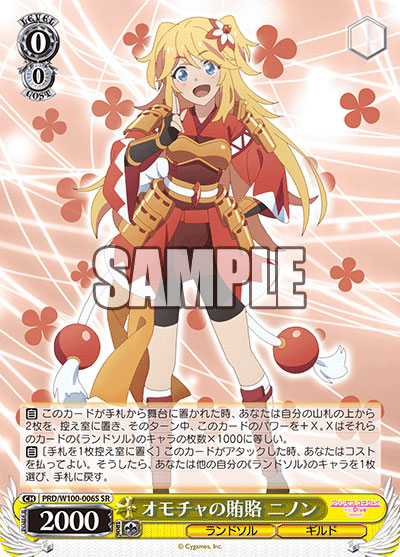 LEVEL
0
0
COST
SAMPLE
自 このカードが手札から舞台に置かれた時、あなたは自分の山札の上から
2枚を、控え室に置き、そのターン中、このカードのパワーを+X。Xはそれら
のカードの《ランドソル》のキャラの枚数×1000に等しい。
自 [手札を1枚控え室に置く] このカードがアタックした時、あなたはコスト
を払ってよい。そうしたら、あなたは他の自分の《ランドソル》のキャラを1枚
選び、手札に戻す。
CH PRD/W100-006S SR
オモチャの賄賂 ニノン
POWER 2000 SOUL
ランドソル ギルド
© Cygames, Inc.